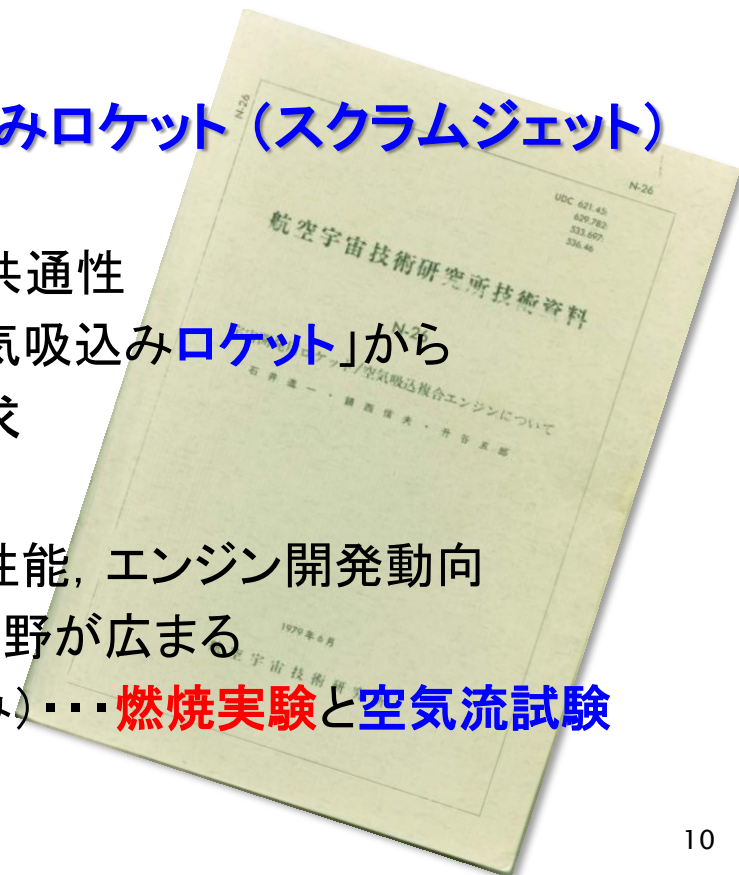 みロケット（スクラムジェット）
共通性
気吸込みロケット」から
求
性能，エンジン開発動向
野が広まる
み）・・・燃焼実験と空気流試験
N-26
N-26
UDC 621.45:
629.782:
533.697:
536.46
航空宇宙技術研究所技術資料
N-26
ロケット/空気吸込複合エンジンについて
石井進一・鎮西信夫・升谷五郎
1979年6月
空宇宙技術研
10